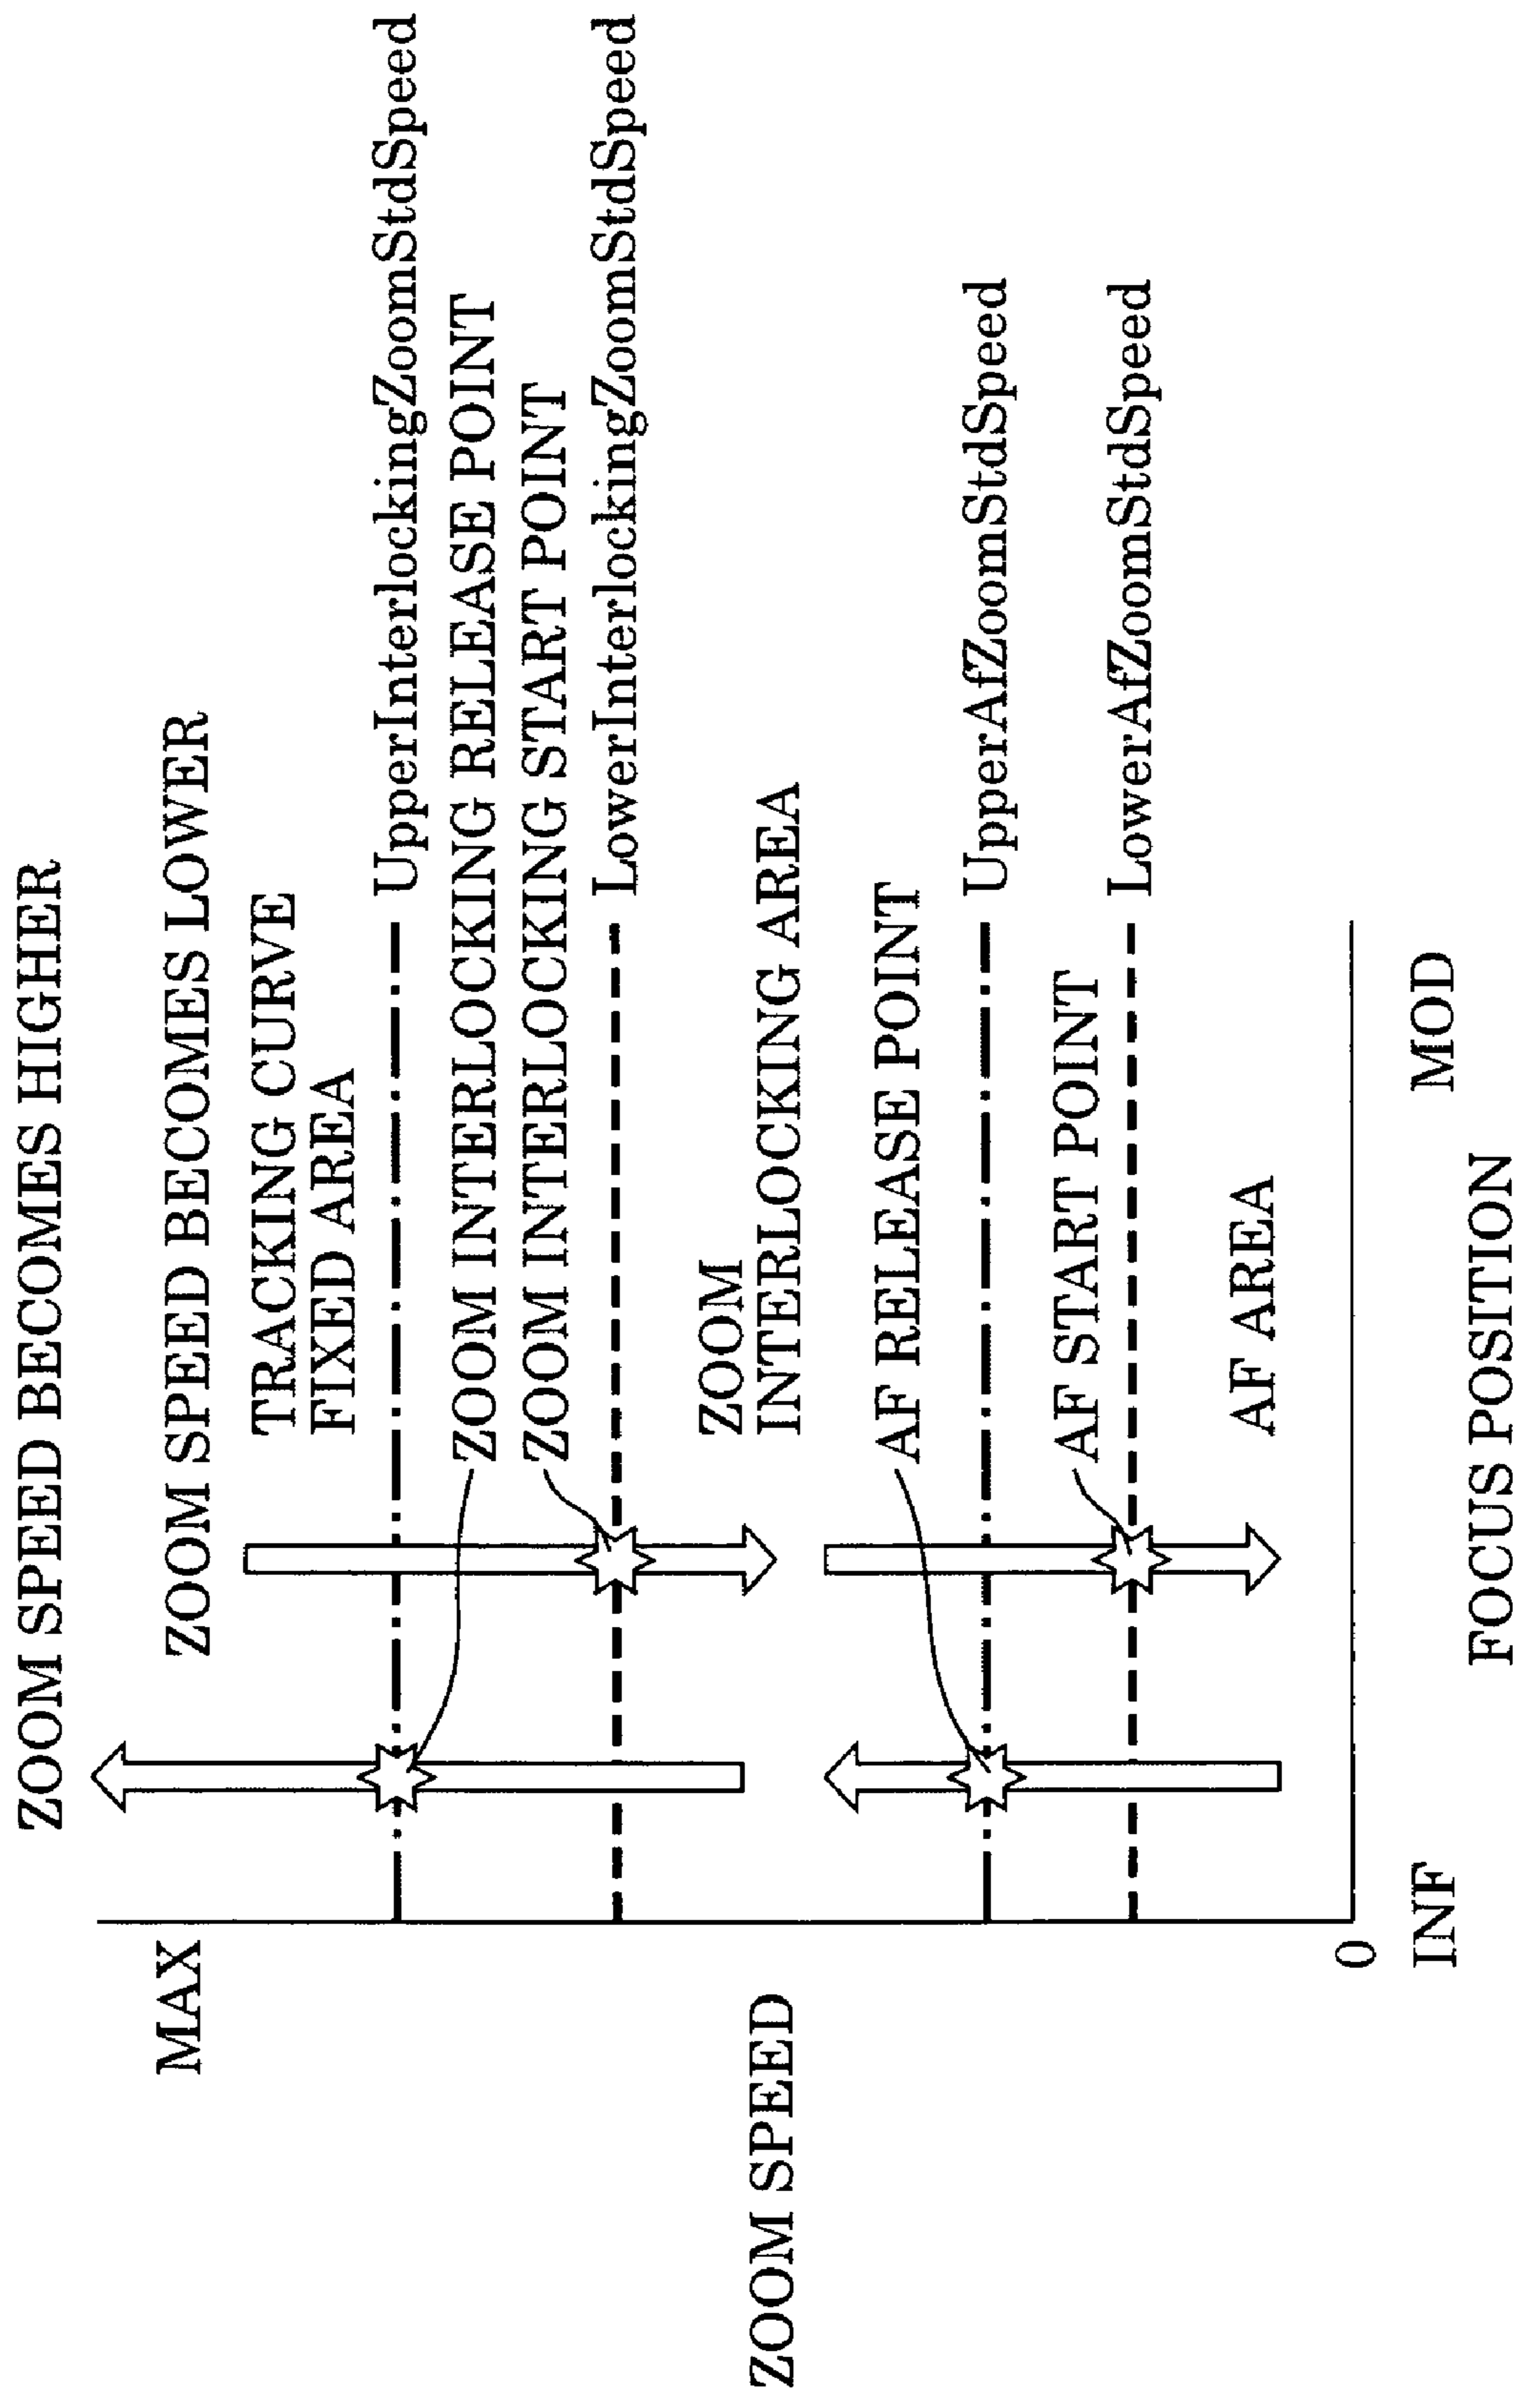 ZOOM SPEED BECOMES HIGHER
ZOOM SPEED BECOMES LOWER
MAX
TRACKING CURVE
FIXED AREA
UpperInterlockingZoomStdSpeed
ZOOM INTERLOCKING RELEASE POINT
ZOOM INTERLOCKING START POINT
LowerInterlockingZoomStdSpeed
ZOOM
INTERLOCKING AREA
ZOOM SPEED
AF RELEASE POINT
UpperAfZoomStdSpeed
AF START POINT
LowerAfZoomStdSpeed
AF AREA
0
INF
MOD
FOCUS POSITION